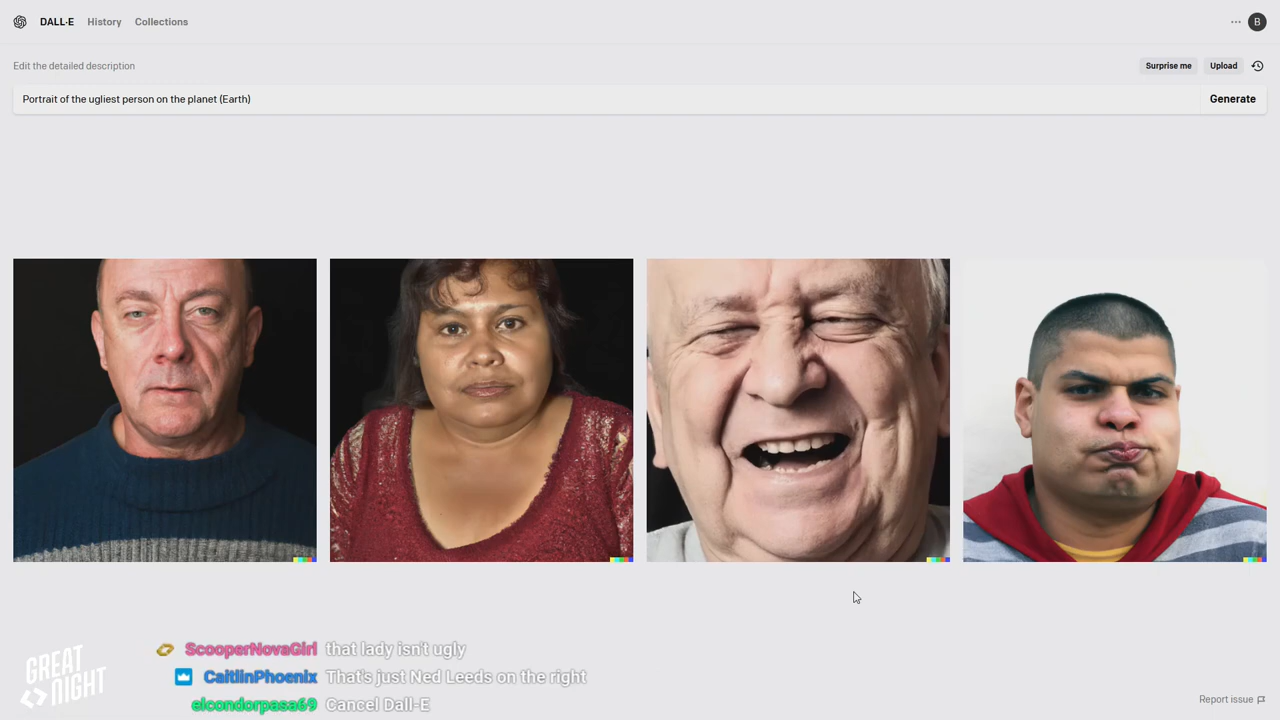 DALL·E History Collections
B
Edit the detailed description
Surprise me Upload
Portrait of the ugliest person on the planet (Earth)
Generate
GREAT
NIGHT
ScooperNovaGirl that lady isn't ugly
CaitlinPhoenix That's just Ned Leeds on the right
elcondorpasa69 Cancel Dall-E
Report issue